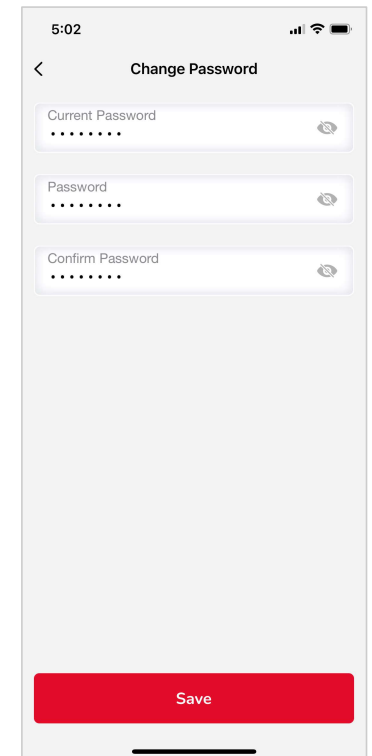 5:02
Change Password
Current Password
••••••••
Password
••••••••
Confirm Password
••••••••
Save